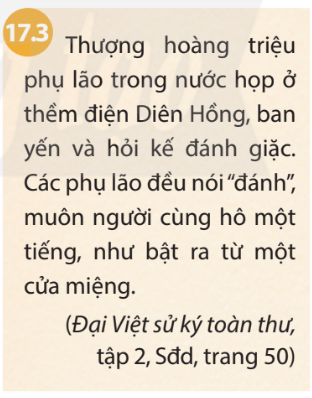 17.3
Thượng hoàng triệu
phụ lão trong nước họp ở
thềm điện Diên Hồng, ban
yến và hỏi kế đánh giặc.
Các phụ lão đều nói “đánh”,
muôn người cùng hô một
tiếng, như bật ra từ một
cửa miệng.
(Đại Việt sử ký toàn thư,
tập 2, Sđd, trang 50)